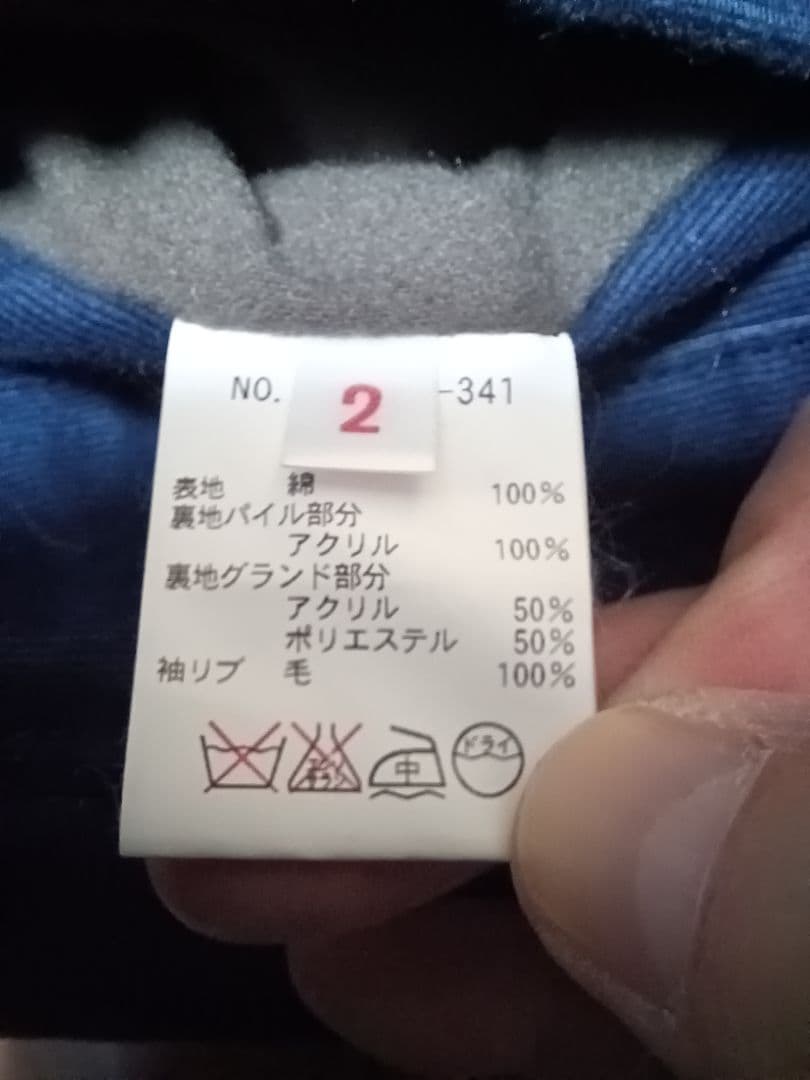 NO. 2 -341
表地 綿 100%
裏地パイル部分
アクリル 100%
裏地グランド部分
アクリル 50%
ポリエステル 50%
袖リブ 毛 100%
中 ドライ